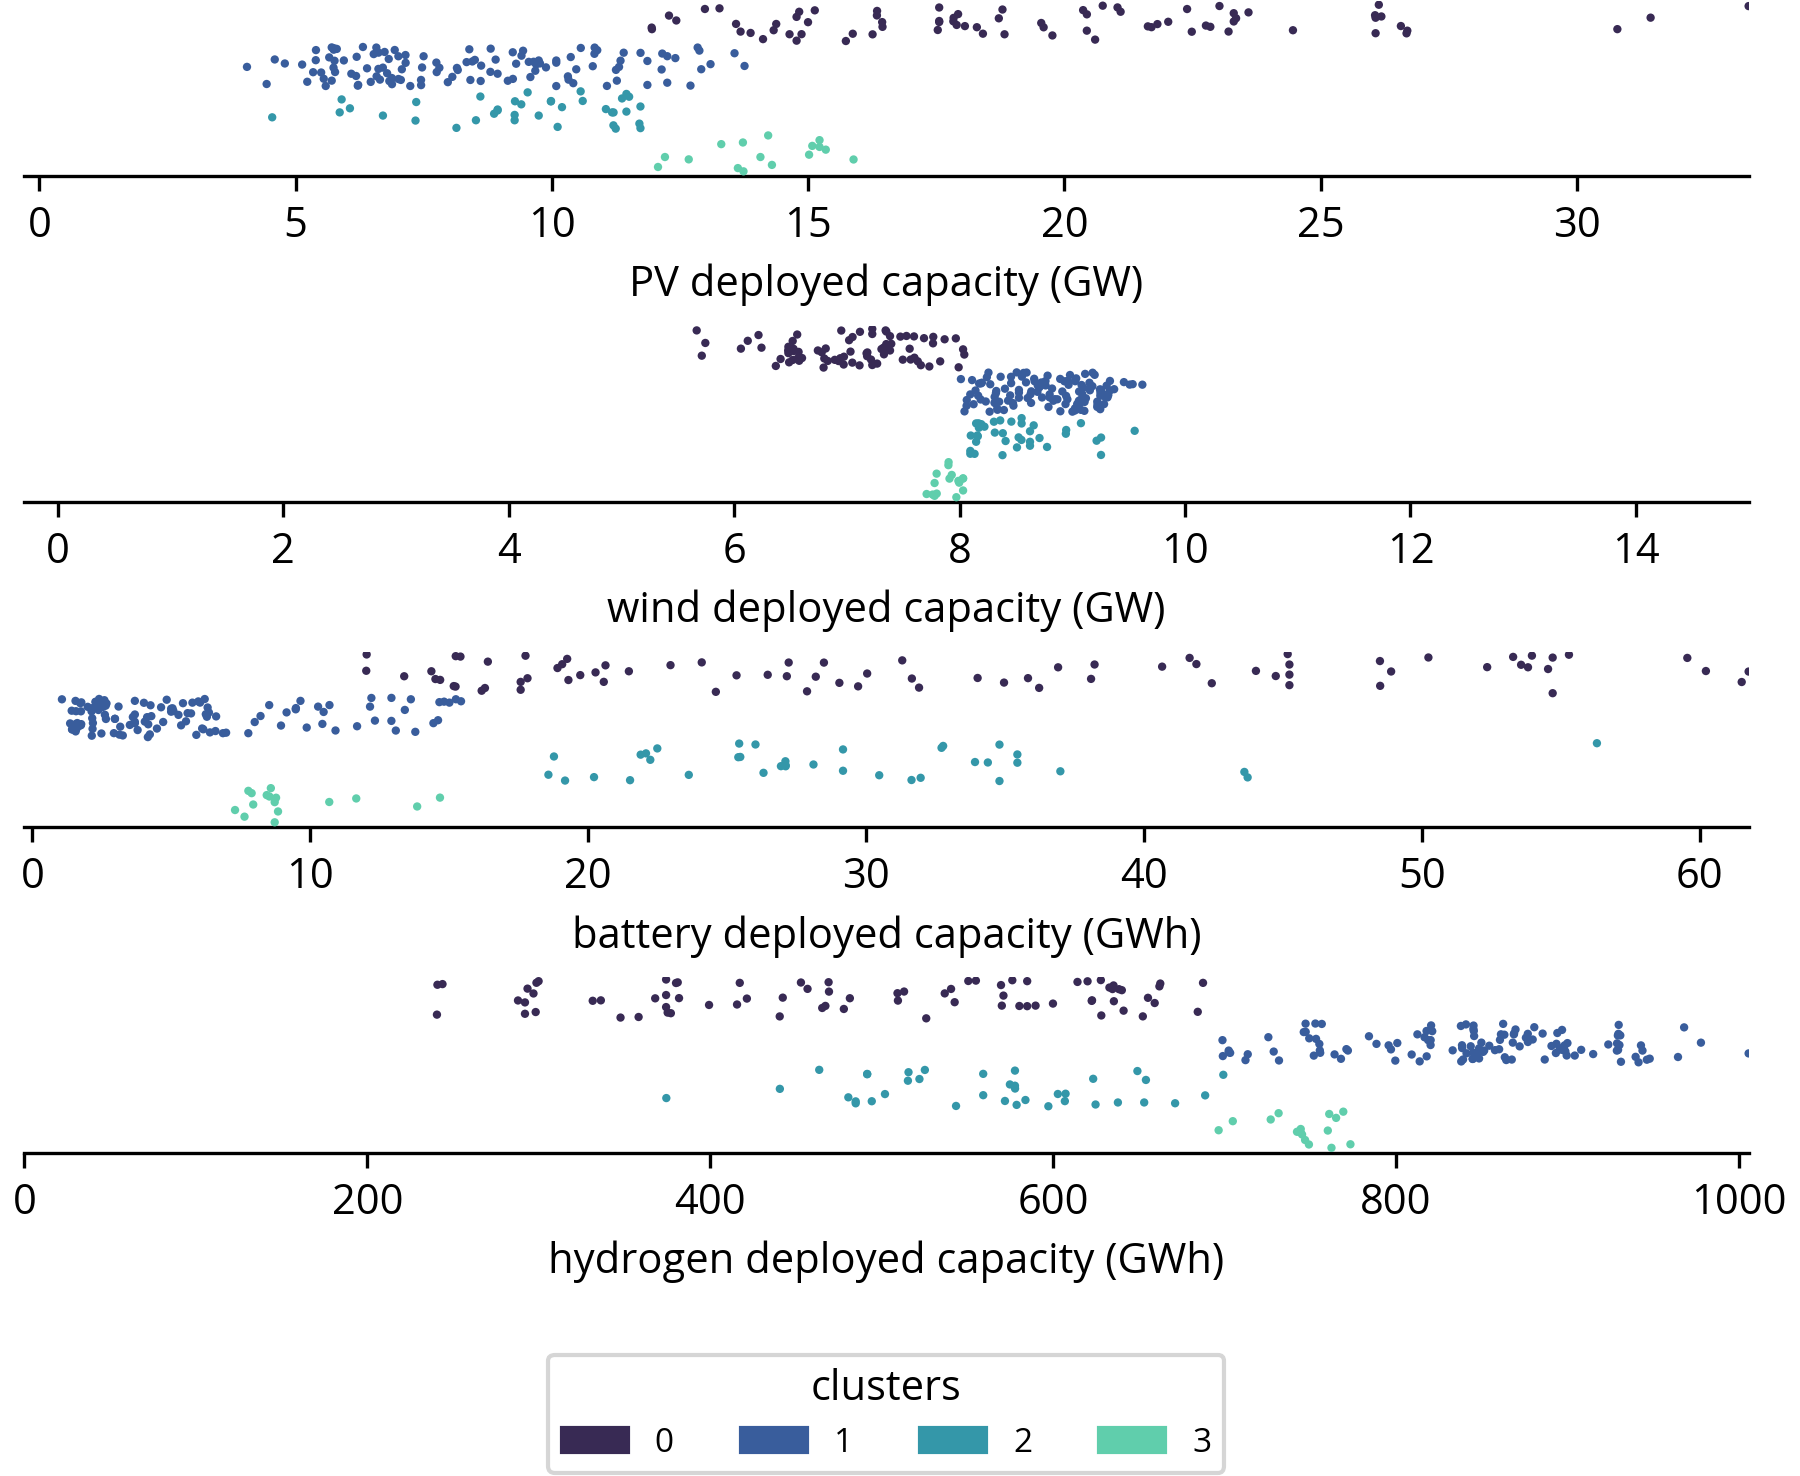 0 5 10 15 20 25 30
PV deployed capacity (GW)
0 2 4 6 8 10 12 14
wind deployed capacity (GW)
0 10 20 30 40 50 60
battery deployed capacity (GWh)
0 200 400 600 800 1000
hydrogen deployed capacity (GWh)
clusters
0 1 2 3